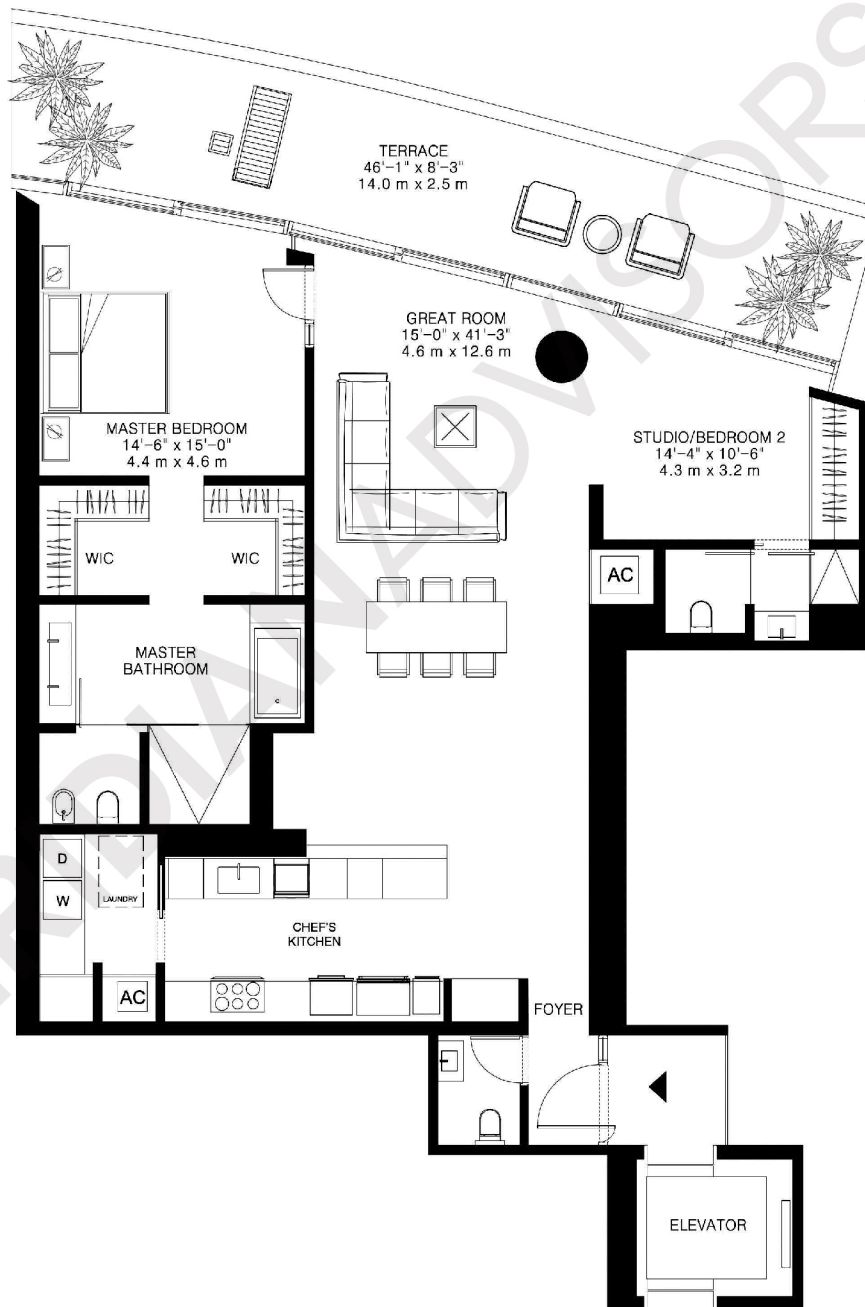 TERRACE
46'-1" x 8'-3"
14.0 m x 2.5 m
GREAT ROOM
15'-0" x 41'-3"
4.6 m x 12.6 m
MASTER BEDROOM
14'-6" x 15'-0"
4.4 m x 4.6 m
STUDIO/BEDROOM 2
14'-4" x 10'-6"
4.3 m x 3.2 m
WIC
WIC
AC
MASTER
BATHROOM
D
W
LAUNDRY
CHEF'S
KITCHEN
AC
FOYER
ELEVATOR
RIDIANADVISORS